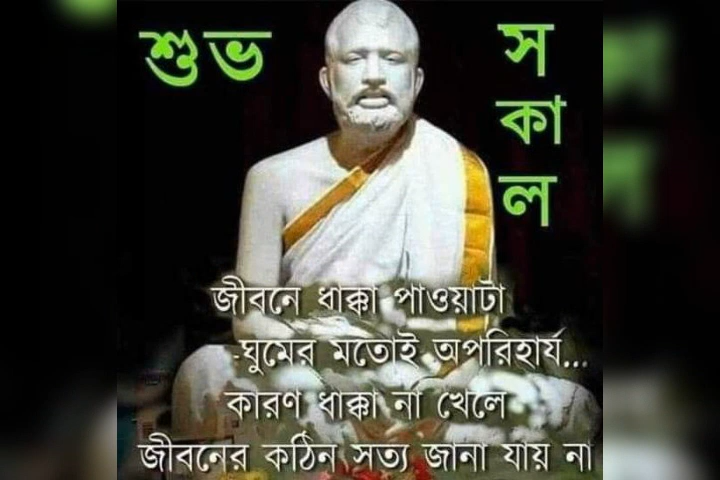 শুভ
সকাল
জীবনে ধাক্কা পাওয়াটা
-ঘুমের মতোই অপরিহার্য...
কারণ ধাক্কা না খেলে
জীবনের কঠিন সত্য জানা যায় না